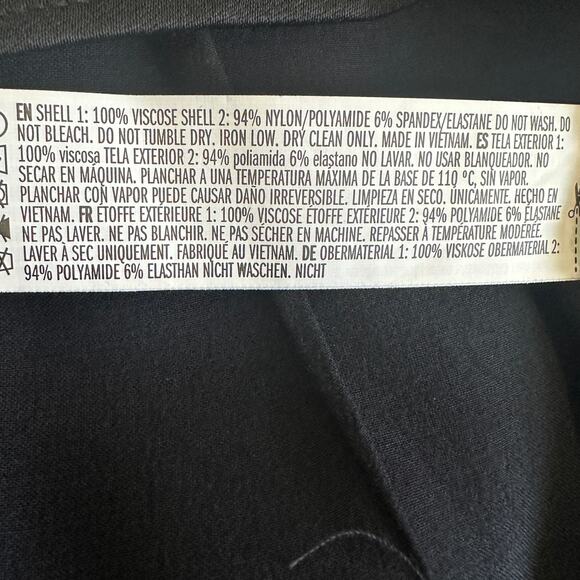 EN SHELL 1: 100% VISCOSE SHELL 2: 94% NYLON/POLYAMIDE 6% SPANDEX/ELASTANE DO NOT WASH. DO
NOT BLEACH. DO NOT TUMBLE DRY. IRON LOW. DRY CLEAN ONLY. MADE IN VIETNAM. ES TELA EXTERIOR 1:
100% viscosa TELA EXTERIOR 2: 94% poliamida 6% elastano NO LAVAR. NO USAR BLANQUEADOR. NO
SECAR EN MÁQUINA. PLANCHAR A UNA TEMPERATURA MÁXIMA DE LA BASE DE 110 ºC, SIN VAPOR.
PLANCHAR CON VAPOR PUEDE CAUSAR DAÑO IRREVERSIBLE. LIMPIEZA EN SECO. ÚNICAMENTE. HECHO EN
VIETNAM. FR ÉTOFFE EXTÉRIEURE 1: 100% VISCOSE ÉTOFFE EXTÉRIEURE 2: 94% POLYAMIDE 6% ÉLASTANE
NE PAS LAVER. NE PAS BLANCHIR. NE PAS SÉCHER EN MACHINE. REPASSER À TEMPÉRATURE MODÉRÉE.
LAVER À SEC UNIQUEMENT. FABRIQUÉ AU VIETNAM. DE OBERMATERIAL 1: 100% VISKOSE OBERMATERIAL 2:
94% POLYAMIDE 6% ELASTHAN NICHT WASCHEN. NICHT